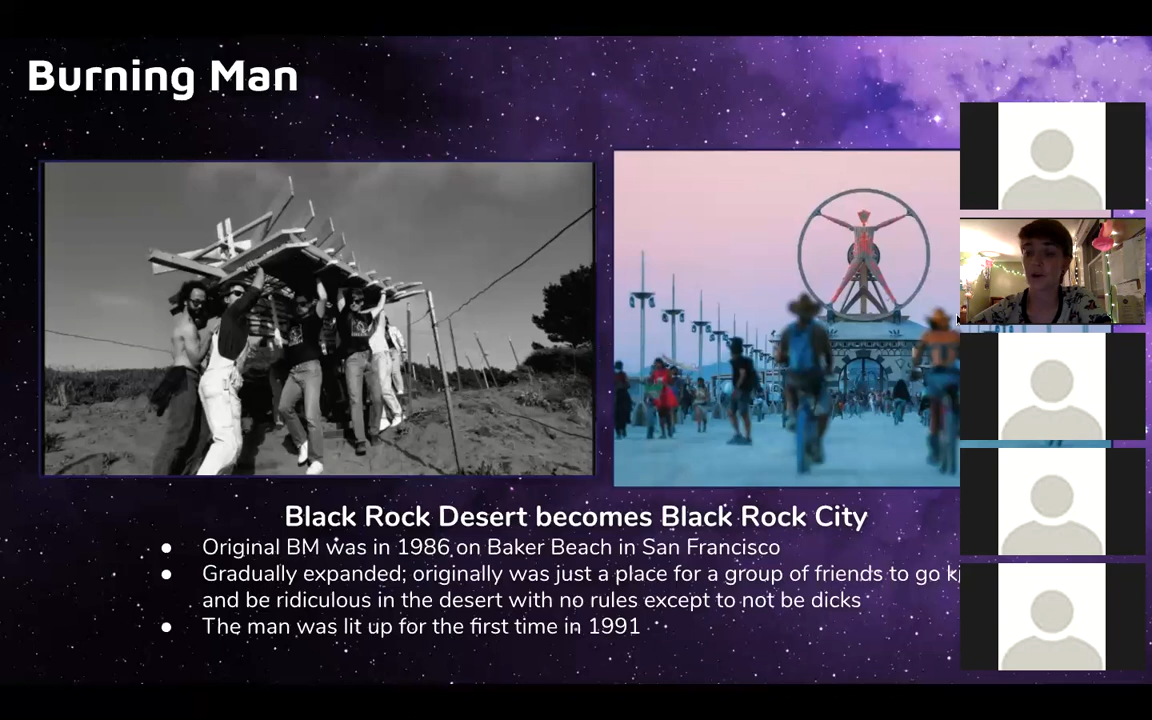 Burning Man
Black Rock Desert becomes Black Rock City
● Original BM was in 1986 on Baker Beach in San Francisco
● Gradually expanded; originally was just a place for a group of friends to go
and be ridiculous in the desert with no rules except to not be dicks
● The man was lit up for the first time in 1991